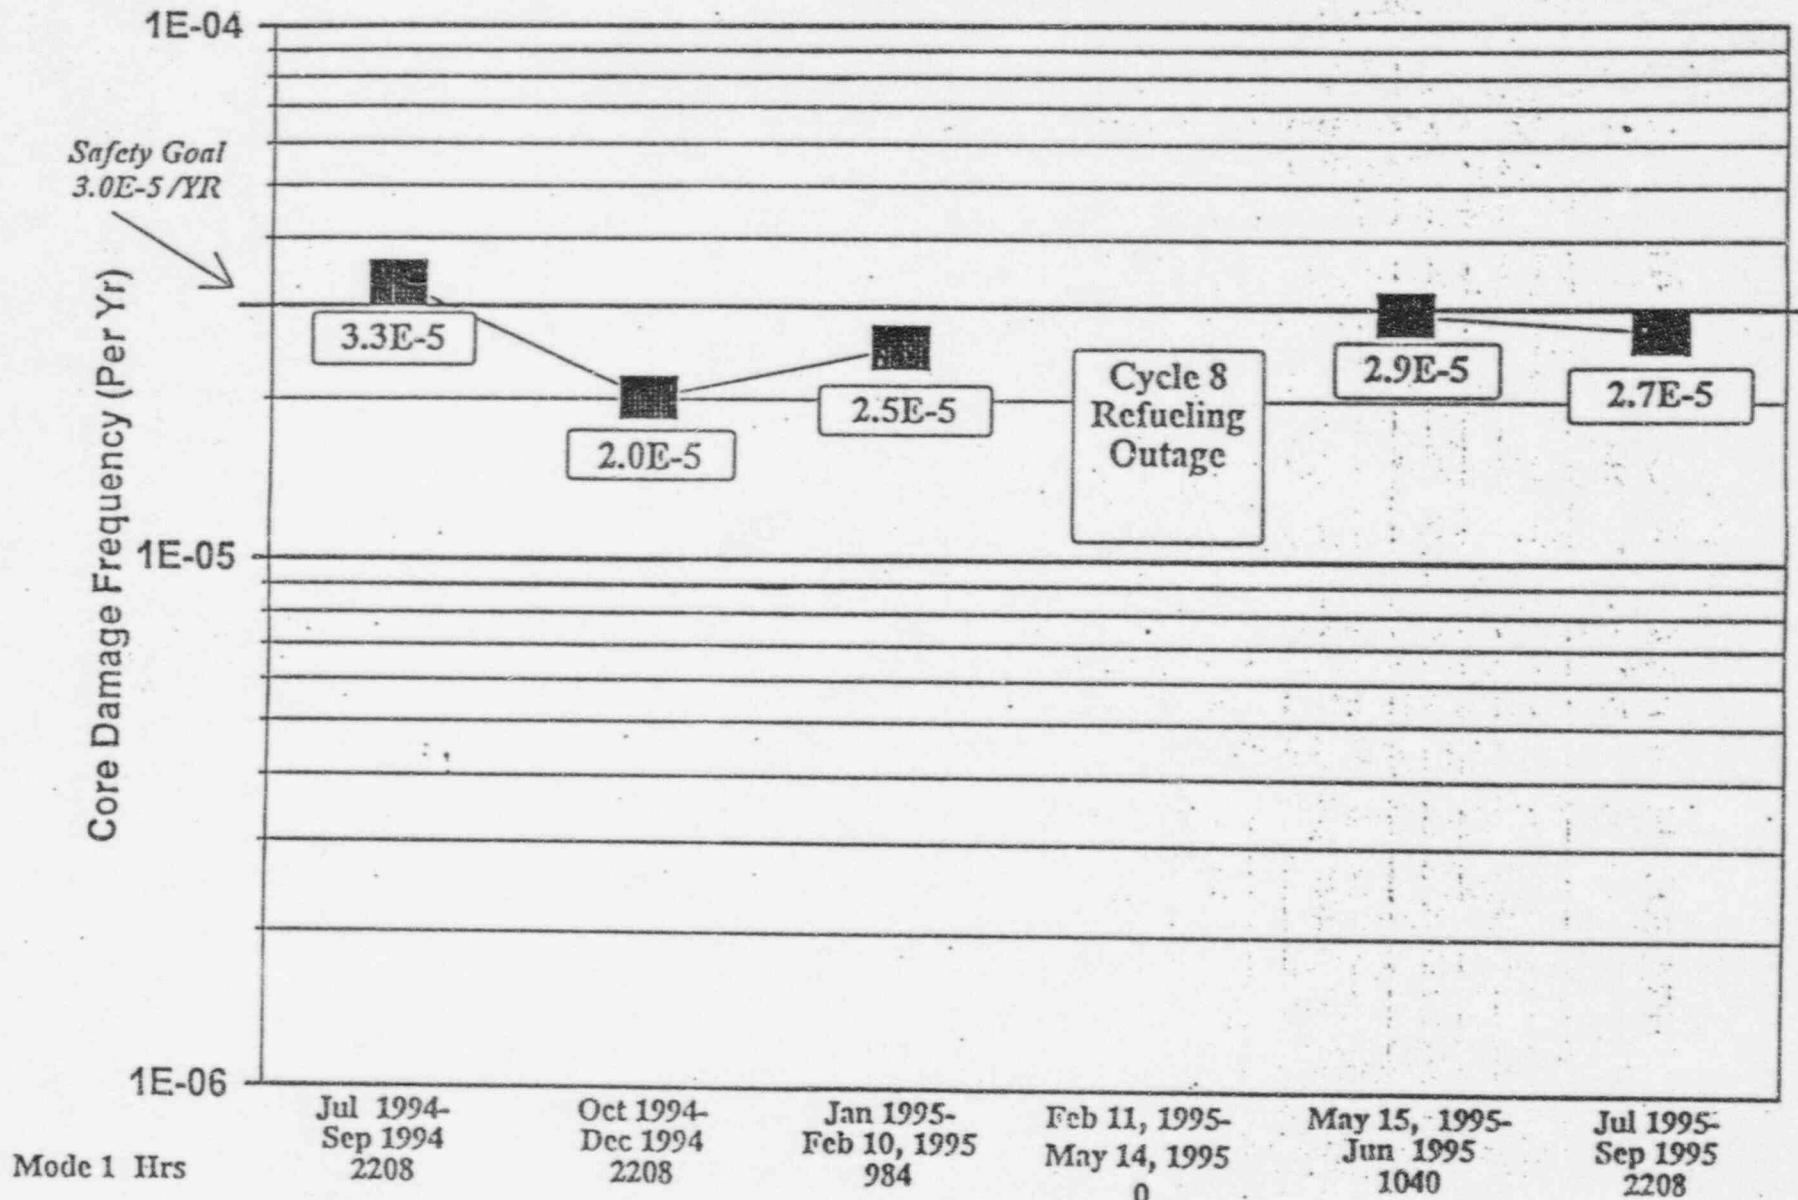 1E-04
Safety Goal
3.0E-5 /YR
Core Damage Frequency (Per Yr)
3.3E-5
2.0E-5
2.5E-5
Cycle 8
Refueling
Outage
2.9E-5
2.7E-5
1E-05
1E-06
Jul 1994-
Sep 1994
2208
Oct 1994-
Dec 1994
2208
Jan 1995-
Feb 10, 1995
984
Feb 11, 1995-
May 14, 1995
0
May 15, 1995-
Jun 1995
1040
Jul 1995-
Sep 1995
2208
Mode 1 Hrs